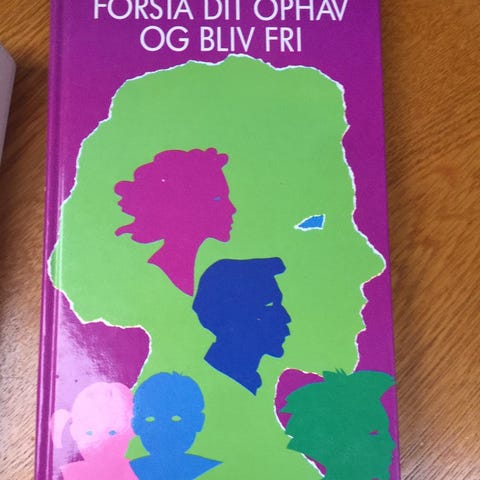 FORSTÅ DIT OPHAV
OG BLIV FRI